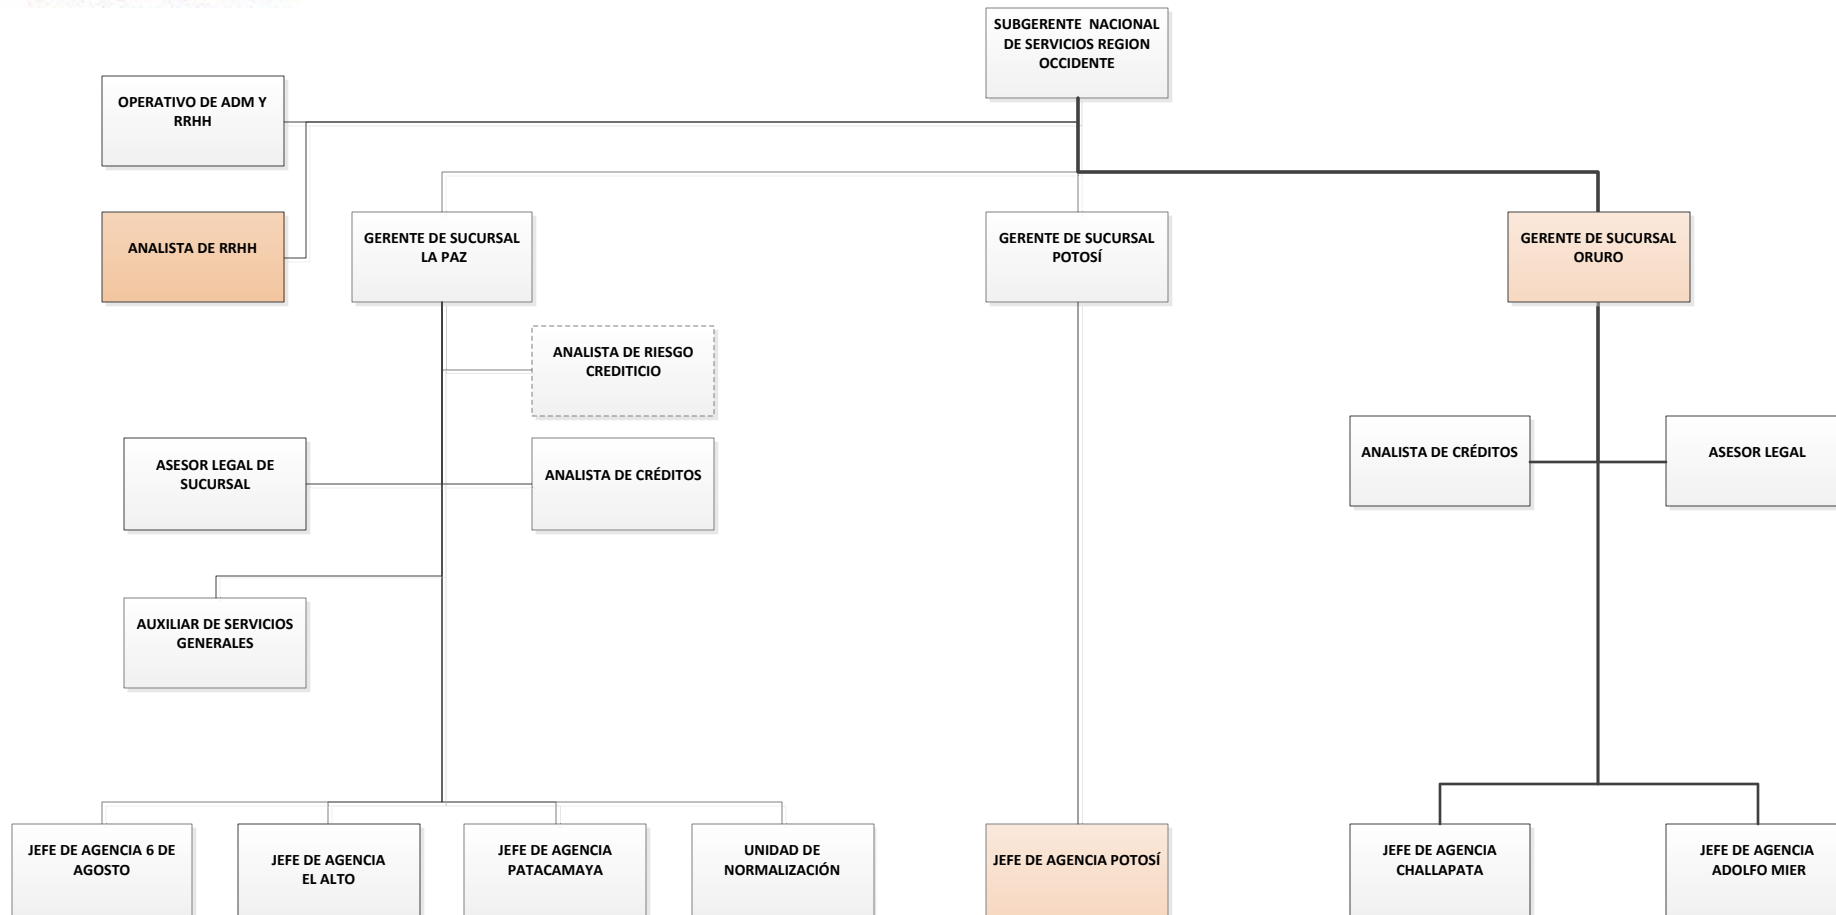 SUBGERENTE NACIONAL
DE SERVICIOS REGION
OCCIDENTE
OPERATIVO DE ADM Y
RRHH
ANALISTA DE RRHH
GERENTE DE SUCURSAL
LA PAZ
GERENTE DE SUCURSAL
POTOSÍ
GERENTE DE SUCURSAL
ORURO
ANALISTA DE RIESGO
CREDITICIO
ASESOR LEGAL DE
SUCURSAL
ANALISTA DE CRÉDITOS
ANALISTA DE CRÉDITOS
ASESOR LEGAL
AUXILIAR DE SERVICIOS
GENERALES
JEFE DE AGENCIA 6 DE
AGOSTO
JEFE DE AGENCIA
EL ALTO
JEFE DE AGENCIA
PATACAMAYA
UNIDAD DE
NORMALIZACIÓN
JEFE DE AGENCIA POTOSÍ
JEFE DE AGENCIA
CHALLAPATA
JEFE DE AGENCIA
ADOLFO MIER